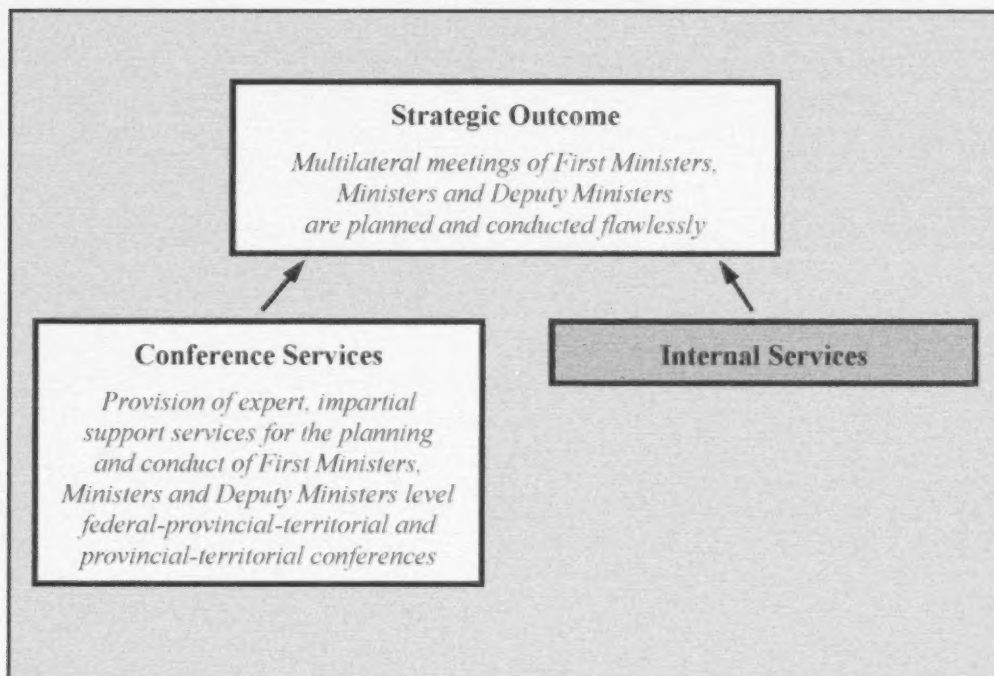 Strategic Outcome
Multilateral meetings of First Ministers,
Ministers and Deputy Ministers
are planned and conducted flawlessly
Conference Services
Provision of expert, impartial
support services for the planning
and conduct of First Ministers,
Ministers and Deputy Ministers level
federal-provincial-territorial and
provincial-territorial conferences
Internal Services